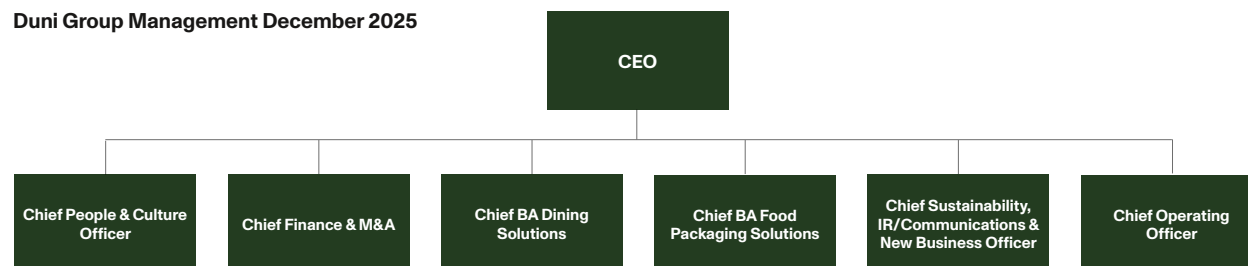 Duni Group Management December 2025
CEO
Chief People & Culture
Officer
Chief Finance & M&A
Chief BA Dining
Solutions
Chief BA Food
Packaging Solutions
Chief Sustainability,
IR/Communications &
New Business Officer
Chief Operating
Officer